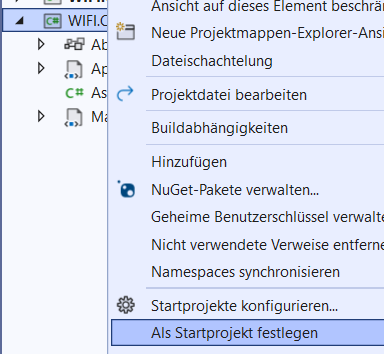 Ansicht auf dieses Element beschrän
WIFI.C
Neue Projektmappen-Explorer-Ansi
Ab
Dateischachtelung
Ap
Projektdatei bearbeiten
As
Ma
Buildabhängigkeiten
Hinzufügen
NuGet-Pakete verwalten...
Geheime Benutzerschlüssel verwalte
Nicht verwendete Verweise entferne
Namespaces synchronisieren
Startprojekte konfigurieren...
Als Startprojekt festlegen